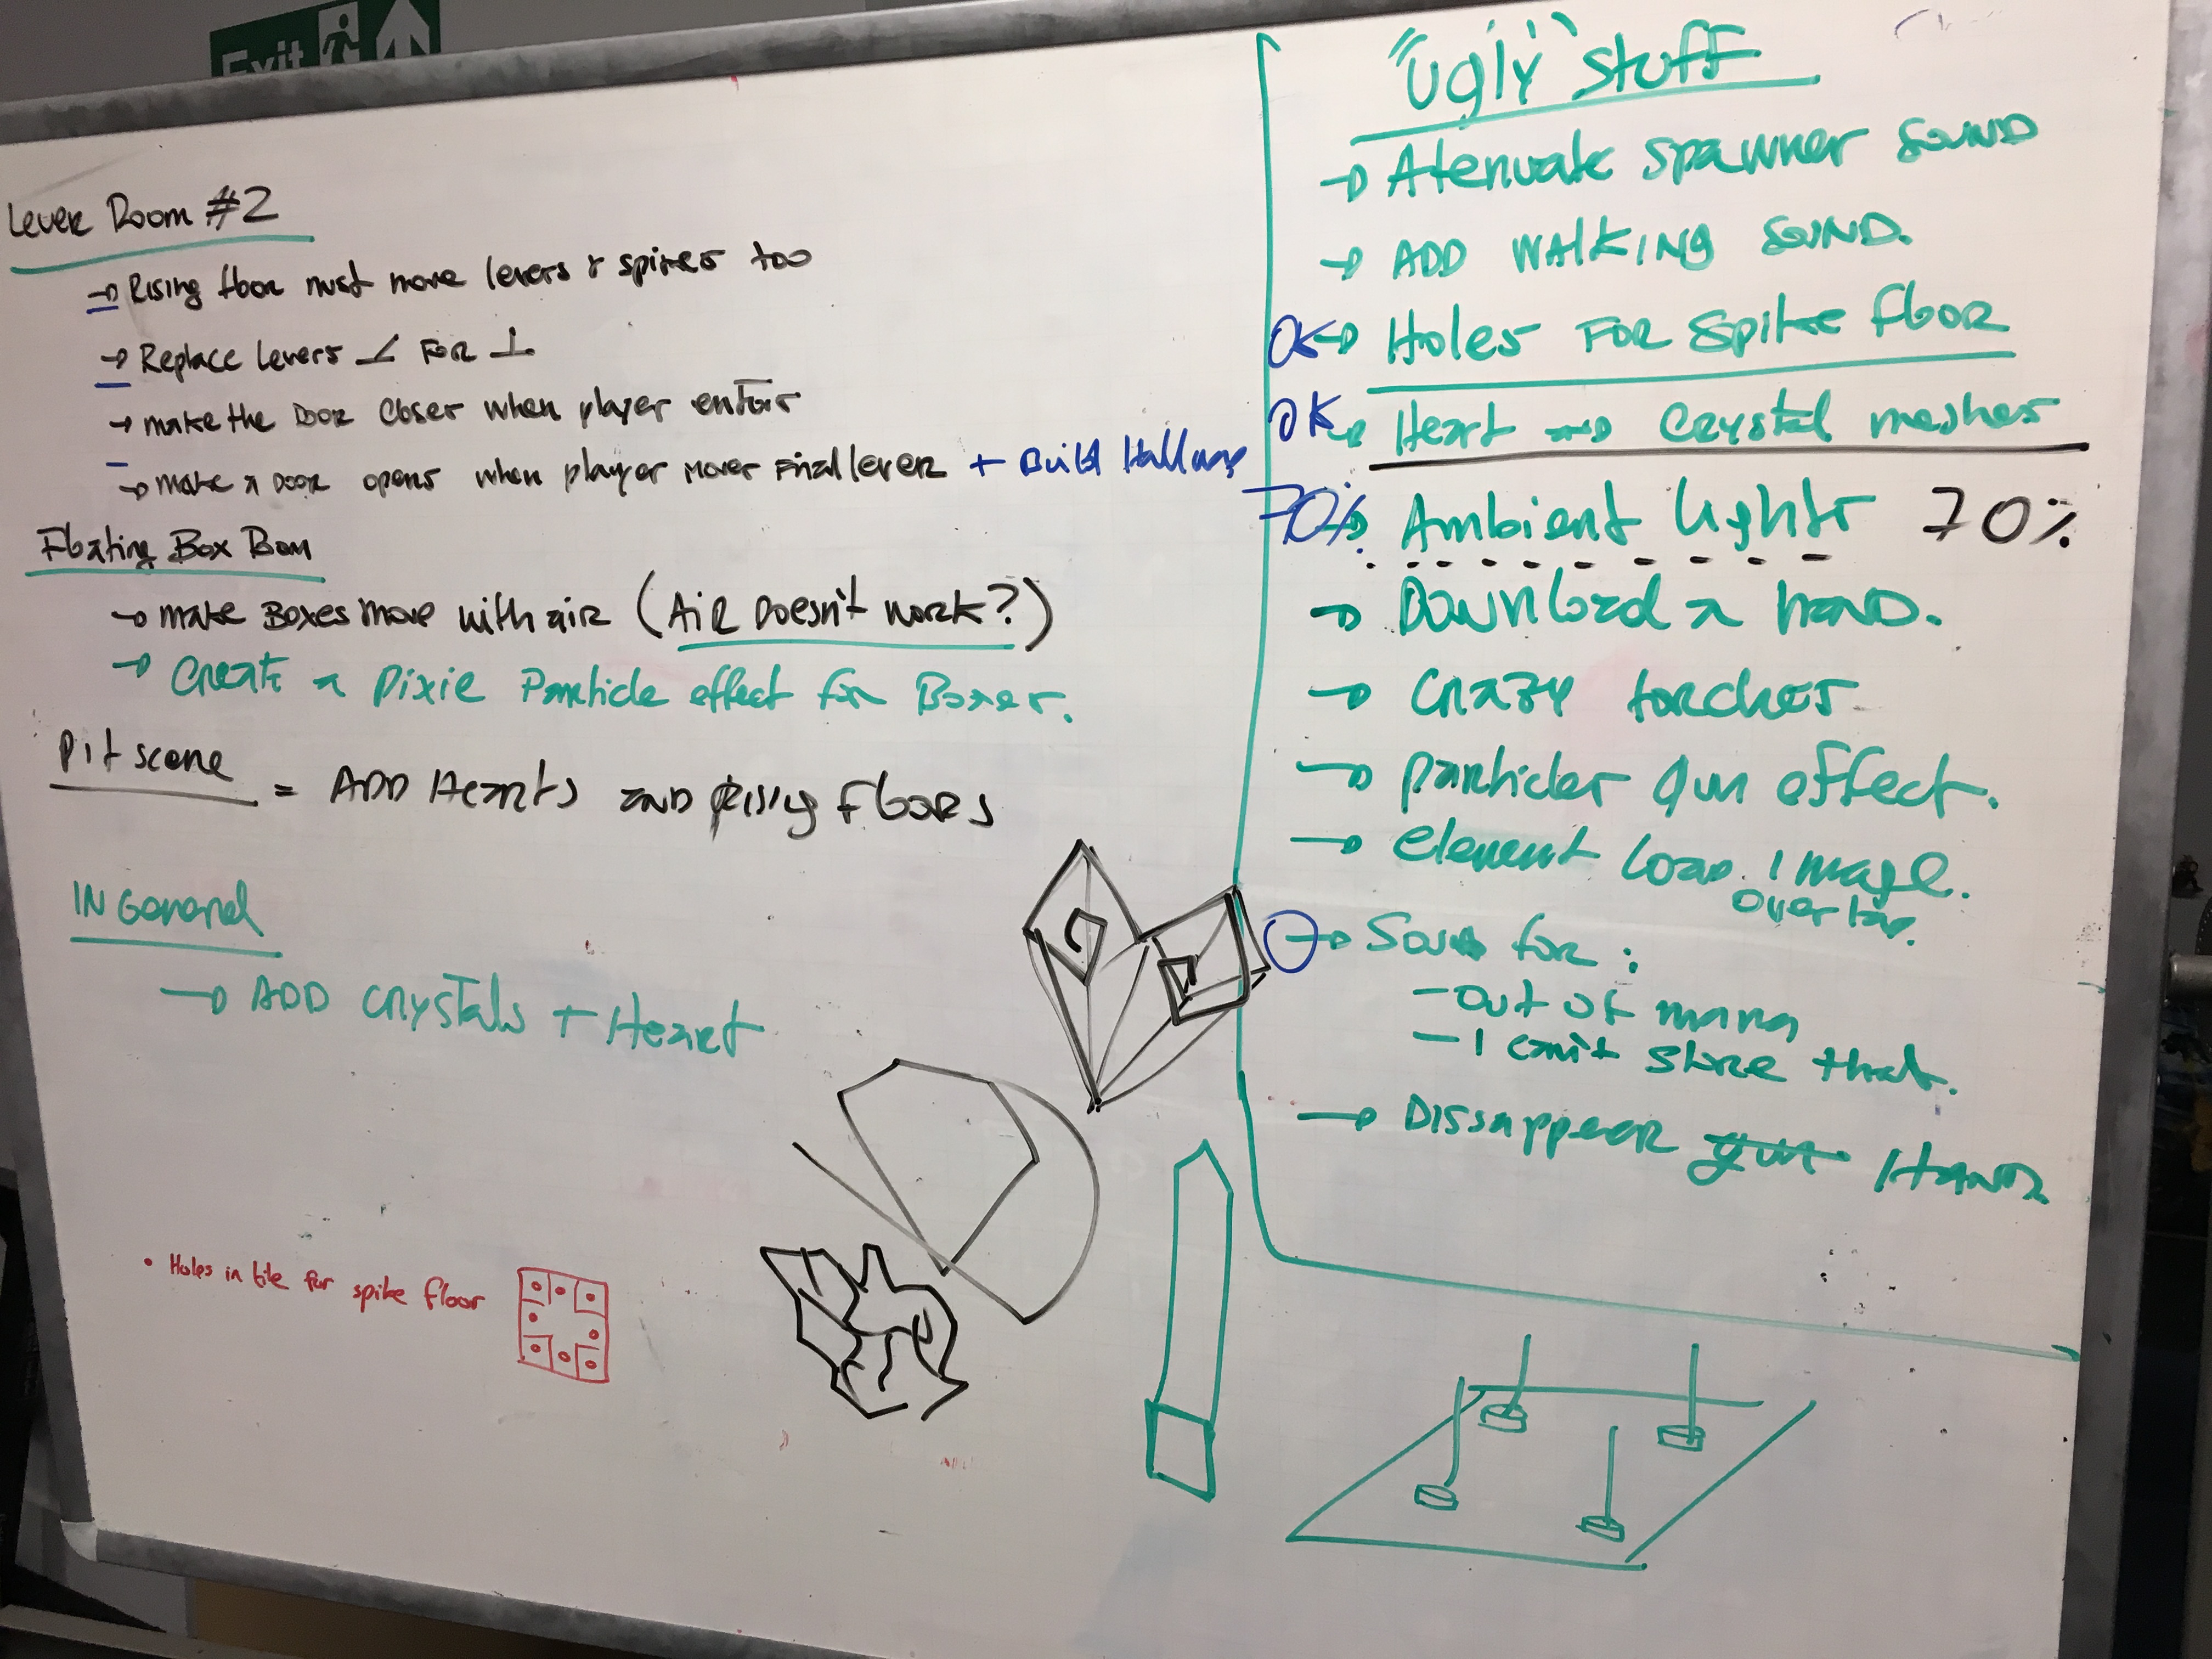 Exit
Lever Room #2
→ Rising floor must move levers & spikes too
→ Replace levers ∠ FOR ⊥
→ make the Door closer when player enter
→ make a door opens when player moves Final lever + Build Hallway
Floating Box Room
→ make Boxes move with air (Air Doesn't work?)
→ Create a Pixie Particle effect for Boxes.
Pit scene = ADD Hearts AND Rising Floors
IN General
→ ADD crystals + Heart
• Holes in tile for spike floor
"Ugly" stuff
→ Atenuate spawner sound
→ ADD WALKING SOUND.
OK → Holes FOR spike floor
OK → Heart AND Crystal meshes
70% → Ambient lights 70%
→ Download a hand.
→ Crazy torches
→ particles gun effect.
→ element load image.
over
→ Sound for:
- out of mana
- I can't store that.
→ Dissappear gun HAND